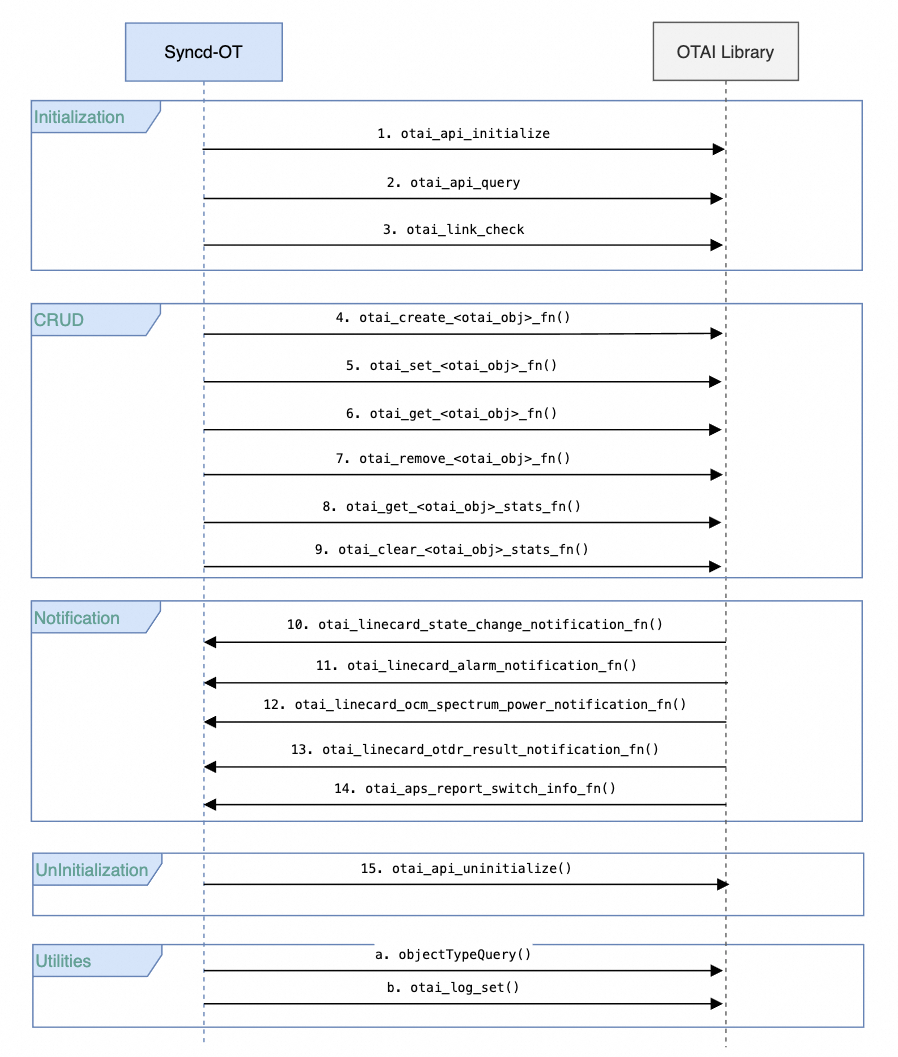 Syncd-OT
OTAI Library
Initialization
1. otai_api_initialize
2. otai_api_query
3. otai_link_check
CRUD
4. otai_create_<otai_obj>_fn()
5. otai_set_<otai_obj>_fn()
6. otai_get_<otai_obj>_fn()
7. otai_remove_<otai_obj>_fn()
8. otai_get_<otai_obj>_stats_fn()
9. otai_clear_<otai_obj>_stats_fn()
Notification
10. otai_linecard_state_change_notification_fn()
11. otai_linecard_alarm_notification_fn()
12. otai_linecard_ocm_spectrum_power_notification_fn()
13. otai_linecard_otdr_result_notification_fn()
14. otai_aps_report_switch_info_fn()
UnInitialization
15. otai_api_uninitialize()
Utilities
a. objectTypeQuery()
b. otai_log_set()